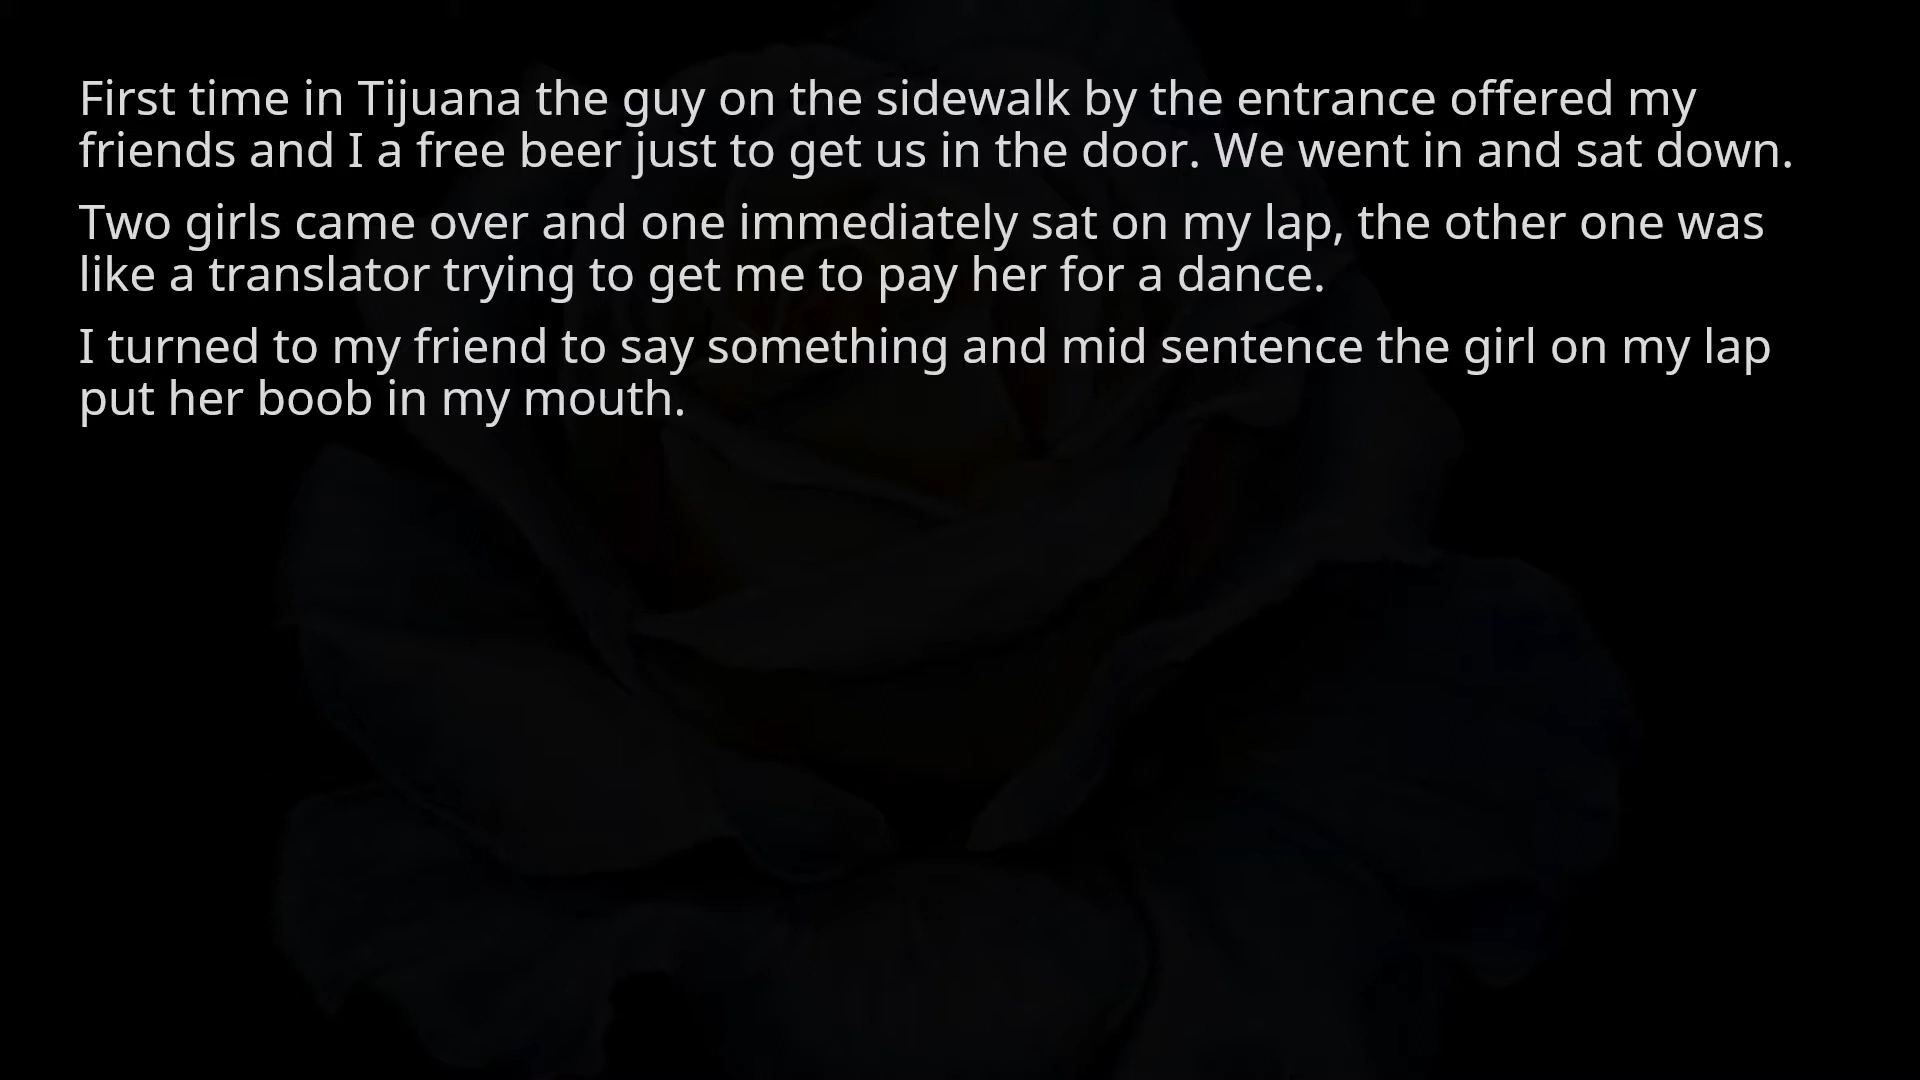 First time in Tijuana the guy on the sidewalk by the entrance offered my
friends and I a free beer just to get us in the door. We went in and sat down.
Two girls came over and one immediately sat on my lap, the other one was
like a translator trying to get me to pay her for a dance.
I turned to my friend to say something and mid sentence the girl on my lap
put her boob in my mouth.